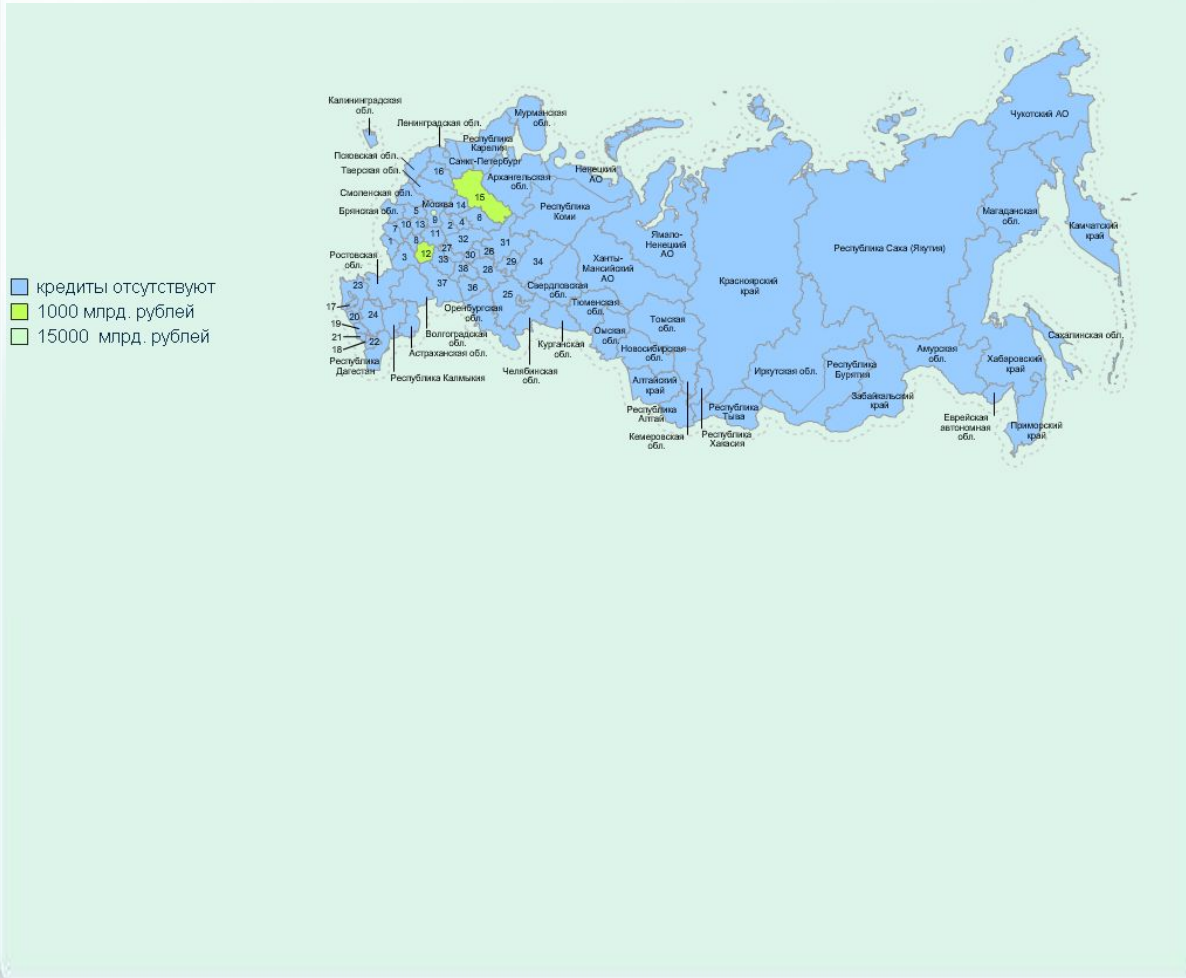 Калининградская
обл.
Ленинградская обл.
Мурманская
обл.
Республика
Карелия
Псковская обл.
Санкт-Петербург
Тверская обл.
16
Архангельская
обл.
Ненецкий
АО
Чукотский АО
Смоленская обл.
15
Брянская обл.
5
Москва
14
Республика
Коми
Магаданская
обл.
Камчатский
край
7
10
13
9
2
4
8
1
6
11
32
31
Ямало-
Ненецкий
АО
Республика Саха (Якутия)
Ростовская
обл.
3
12
27
33
30
26
29
34
Ханты-
Мансийский
АО
38
28
Красноярский
край
23
37
36
25
Свердловская
обл.
Тюменская
обл.
кредиты отсутствуют
1000 млрд. рублей
15000 млрд. рублей
17
20
24
19
21
18
22
Оренбургская
обл.
Волгоградская
обл.
Астраханская обл.
Республика
Дагестан
Республика Калмыкия
Челябинская
обл.
Курганская
обл.
Омская
обл.
Томская
обл.
Новосибирская
обл.
Алтайский
край
Республика
Алтай
Кемеровская
обл.
Республика
Хакасия
Республика
Тыва
Иркутская обл.
Республика
Бурятия
Забайкальский
край
Амурская
обл.
Хабаровский
край
Сахалинская обл.
Еврейская
автономная
обл.
Приморский
край